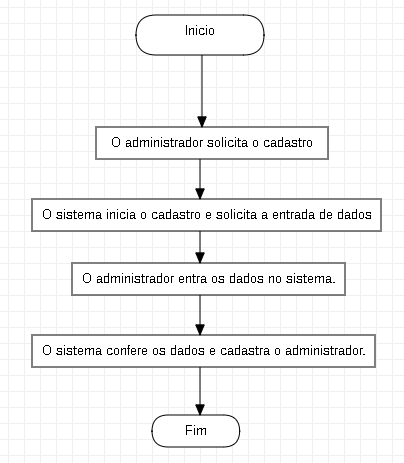 Inicio
O administrador solicita o cadastro
O sistema inicia o cadastro e solicita a entrada de dados
O administrador entra os dados no sistema.
O sistema confere os dados e cadastra o administrador.
Fim